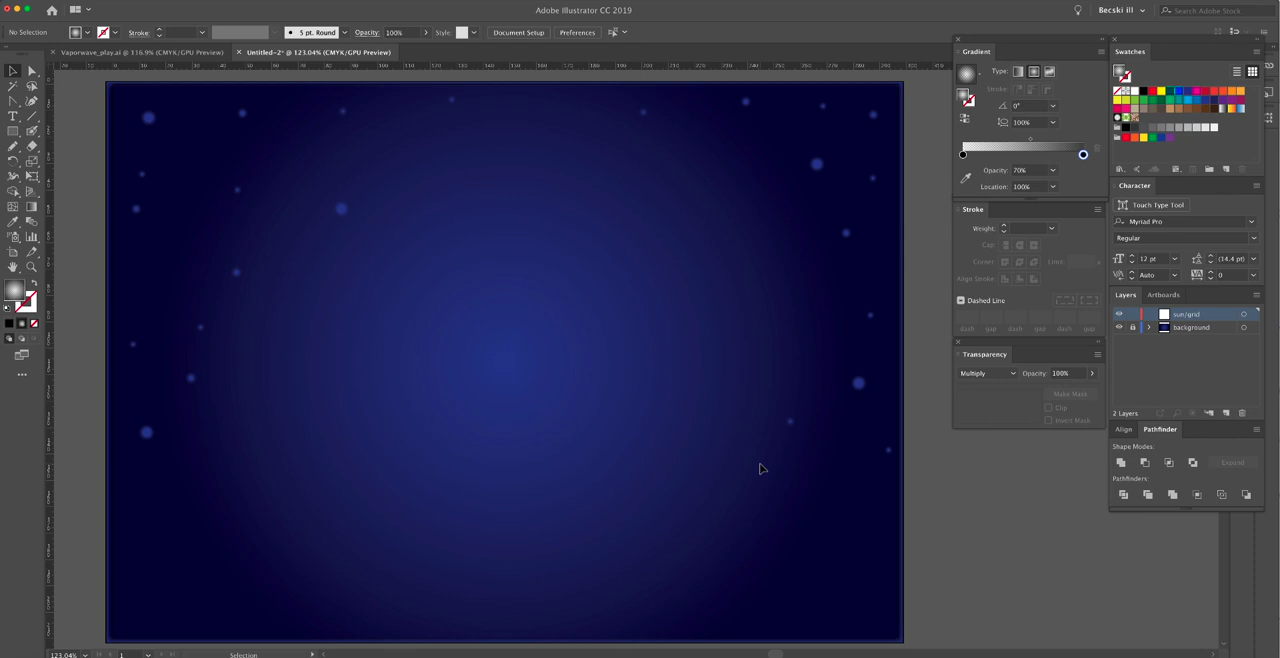 Adobe Illustrator CC 2019
Becski ill
Search Adobe Stock
No Selection
Stroke:
5 pt. Round
Opacity:
100%
Style:
Document Setup
Preferences
Vaporwave_play.ai @ 116.9% (CMYK/GPU Preview)
Untitled-2* @ 123.04% (CMYK/GPU Preview)
Gradient
Type:
Stroke:
0°
100%
Opacity:
70%
Location:
100%
Stroke
Weight:
Cap:
Corner:
Limit:
Align Stroke:
Dashed Line
dash gap dash gap dash gap
Transparency
Multiply
Opacity:
100%
Make Mask
Clip
Invert Mask
Swatches
Character
Touch Type Tool
Myriad Pro
Regular
12 pt
(14.4 pt)
Auto
0
Layers
Artboards
sun/grid
background
2 Layers
Align
Pathfinder
Shape Modes:
Expand
Pathfinders:
123.04%
1
Selection